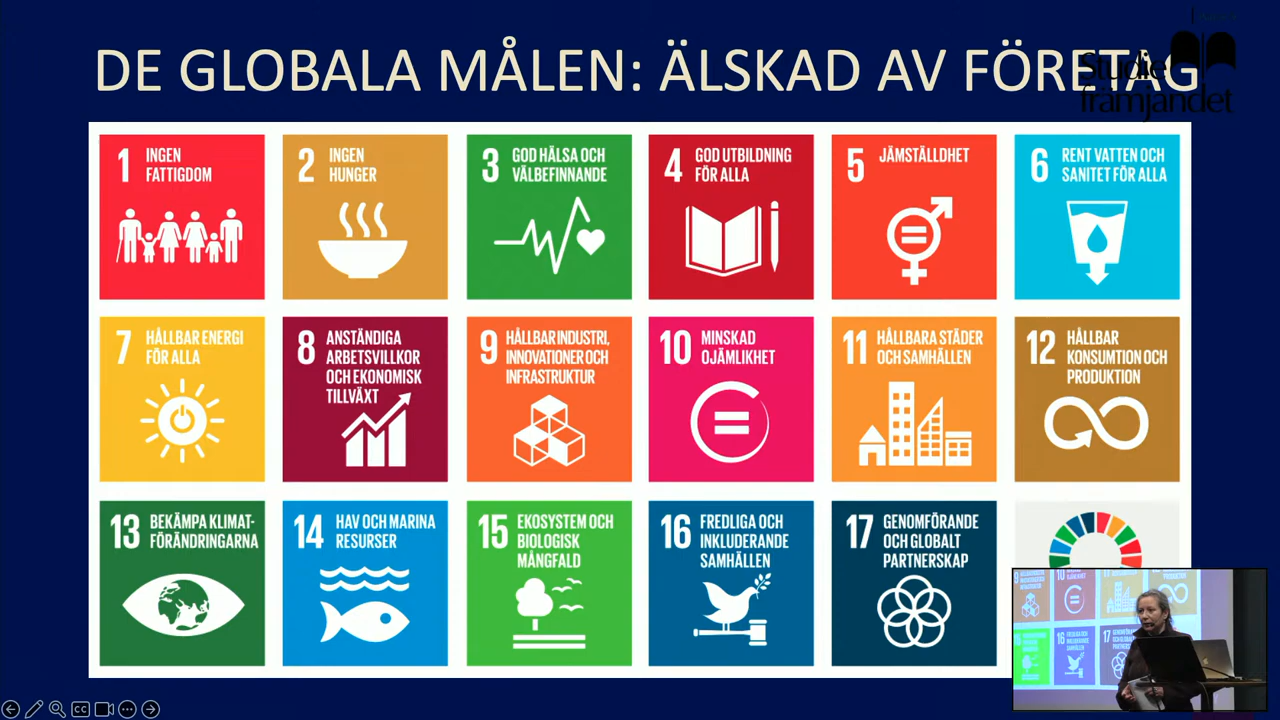 DE GLOBALA MÅLEN: ÄLSKAD AV FÖRETAG
Studie
främjandet
1 INGEN
FATTIGDOM
2 INGEN
HUNGER
3 GOD HÄLSA OCH
VÄLBEFINNANDE
4 GOD UTBILDNING
FÖR ALLA
5 JÄMSTÄLLDHET
6 RENT VATTEN OCH
SANITET FÖR ALLA
7 HÅLLBAR ENERGI
FÖR ALLA
8 ANSTÄNDIGA
ARBETSVILLKOR
OCH EKONOMISK
TILLVÄXT
9 HÅLLBAR INDUSTRI,
INNOVATIONER OCH
INFRASTRUKTUR
10 MINSKAD
OJÄMLIKHET
11 HÅLLBARA STÄDER
OCH SAMHÄLLEN
12 HÅLLBAR
KONSUMTION OCH
PRODUKTION
13 BEKÄMPA KLIMAT-
FÖRÄNDRINGARNA
14 HAV OCH MARINA
RESURSER
15 EKOSYSTEM OCH
BIOLOGISK
MÅNGFALD
16 FREDLIGA OCH
INKLUDERANDE
SAMHÄLLEN
17 GENOMFÖRANDE
OCH GLOBALT
PARTNERSKAP
CC